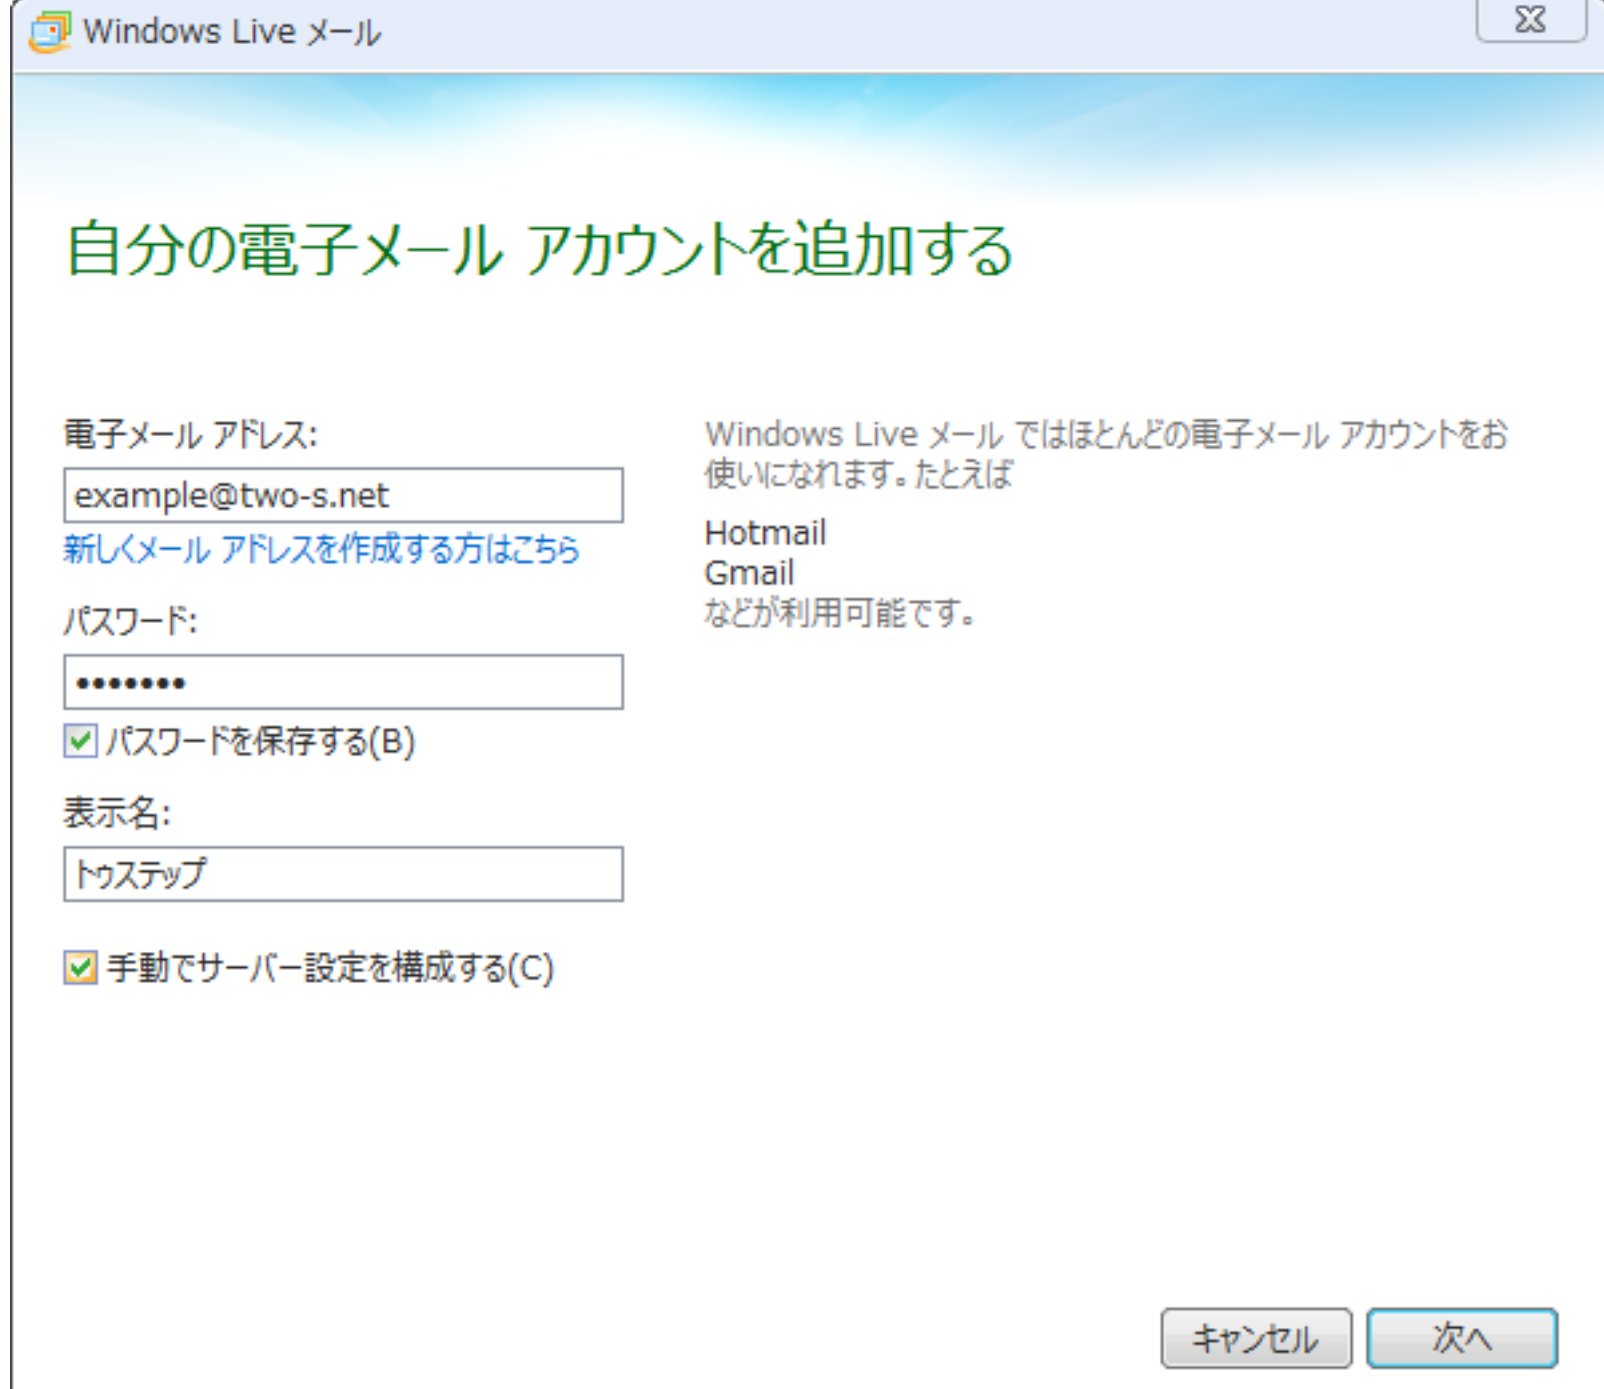 Windows Live メール
自分の電子メール アカウントを追加する
電子メール アドレス:
example@two-s.net
新しくメール アドレスを作成する方はこちら
パスワード:
•••••••
パスワードを保存する(B)
表示名:
トゥステップ
手動でサーバー設定を構成する(C)
Windows Live メール ではほとんどの電子メール アカウントをお
使いになれます。たとえば
Hotmail
Gmail
などが利用可能です。
キャンセル
次へ